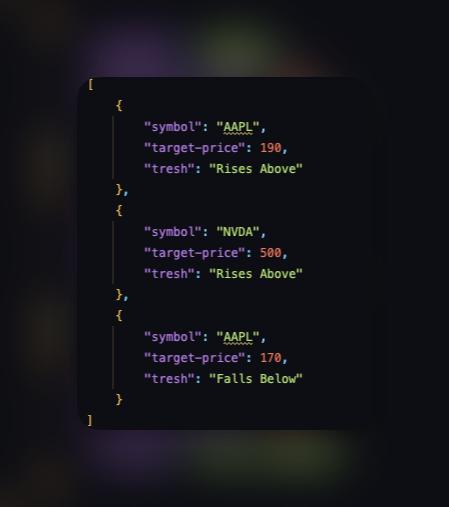 [
    {
        "symbol": "AAPL",
        "target-price": 190,
        "tresh": "Rises Above"
    },
    {
        "symbol": "NVDA",
        "target-price": 500,
        "tresh": "Rises Above"
    },
    {
        "symbol": "AAPL",
        "target-price": 170,
        "tresh": "Falls Below"
    }
]